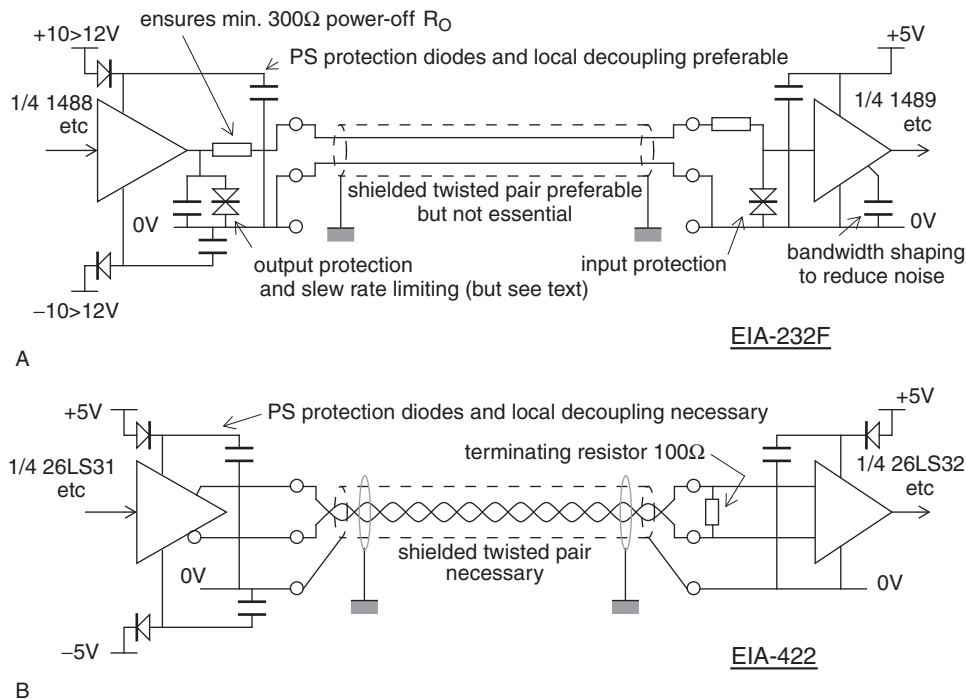 ensures min. 300Ω power-off RO
+10>12V
PS protection diodes and local decoupling preferable
+5V
1/4 1488
etc
1/4 1489
etc
shielded twisted pair preferable
but not essential
0V
0V
output protection
and slew rate limiting (but see text)
input protection
bandwidth shaping
to reduce noise
−10>12V
EIA-232F
A
+5V
PS protection diodes and local decoupling necessary
+5V
terminating resistor 100Ω
1/4 26LS31
etc
1/4 26LS32
etc
shielded twisted pair
necessary
0V
0V
−5V
EIA-422
B